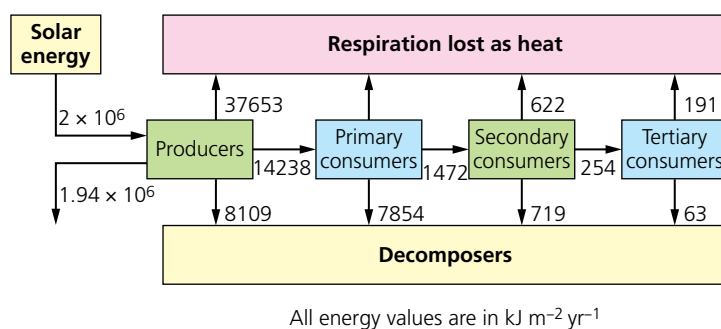 Solar
energy
Respiration lost as heat
2 × 10⁶
37653
622
191
Producers
Primary
consumers
Secondary
consumers
Tertiary
consumers
14238
1472
254
1.94 × 10⁶
8109
7854
719
63
Decomposers
All energy values are in kJ m⁻² yr⁻¹